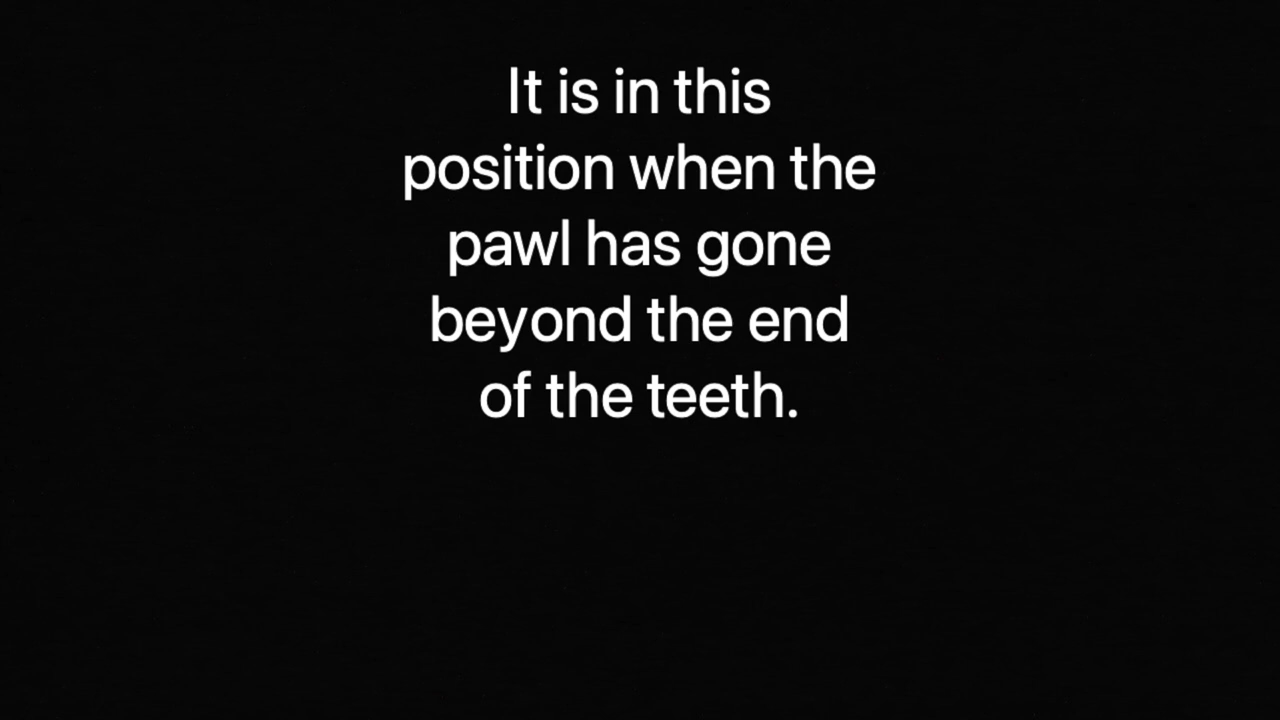 It is in this
position when the
pawl has gone
beyond the end
of the teeth.